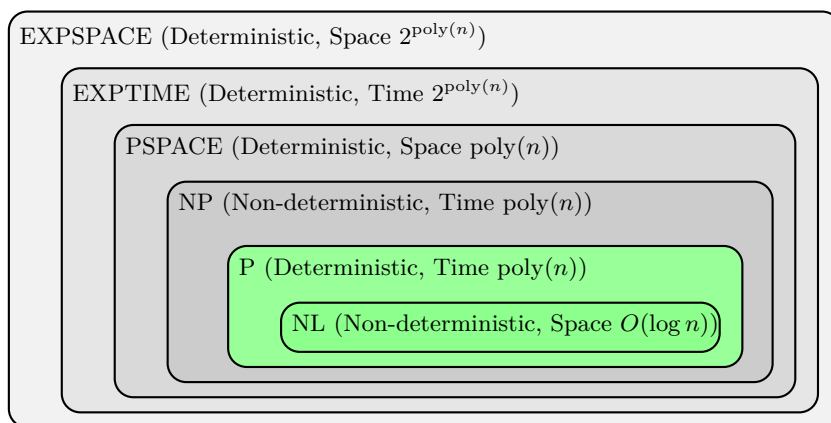 EXPSPACE (Deterministic, Space 2^poly(n))
EXPTIME (Deterministic, Time 2^poly(n))
PSPACE (Deterministic, Space poly(n))
NP (Non-deterministic, Time poly(n))
P (Deterministic, Time poly(n))
NL (Non-deterministic, Space O(log n))